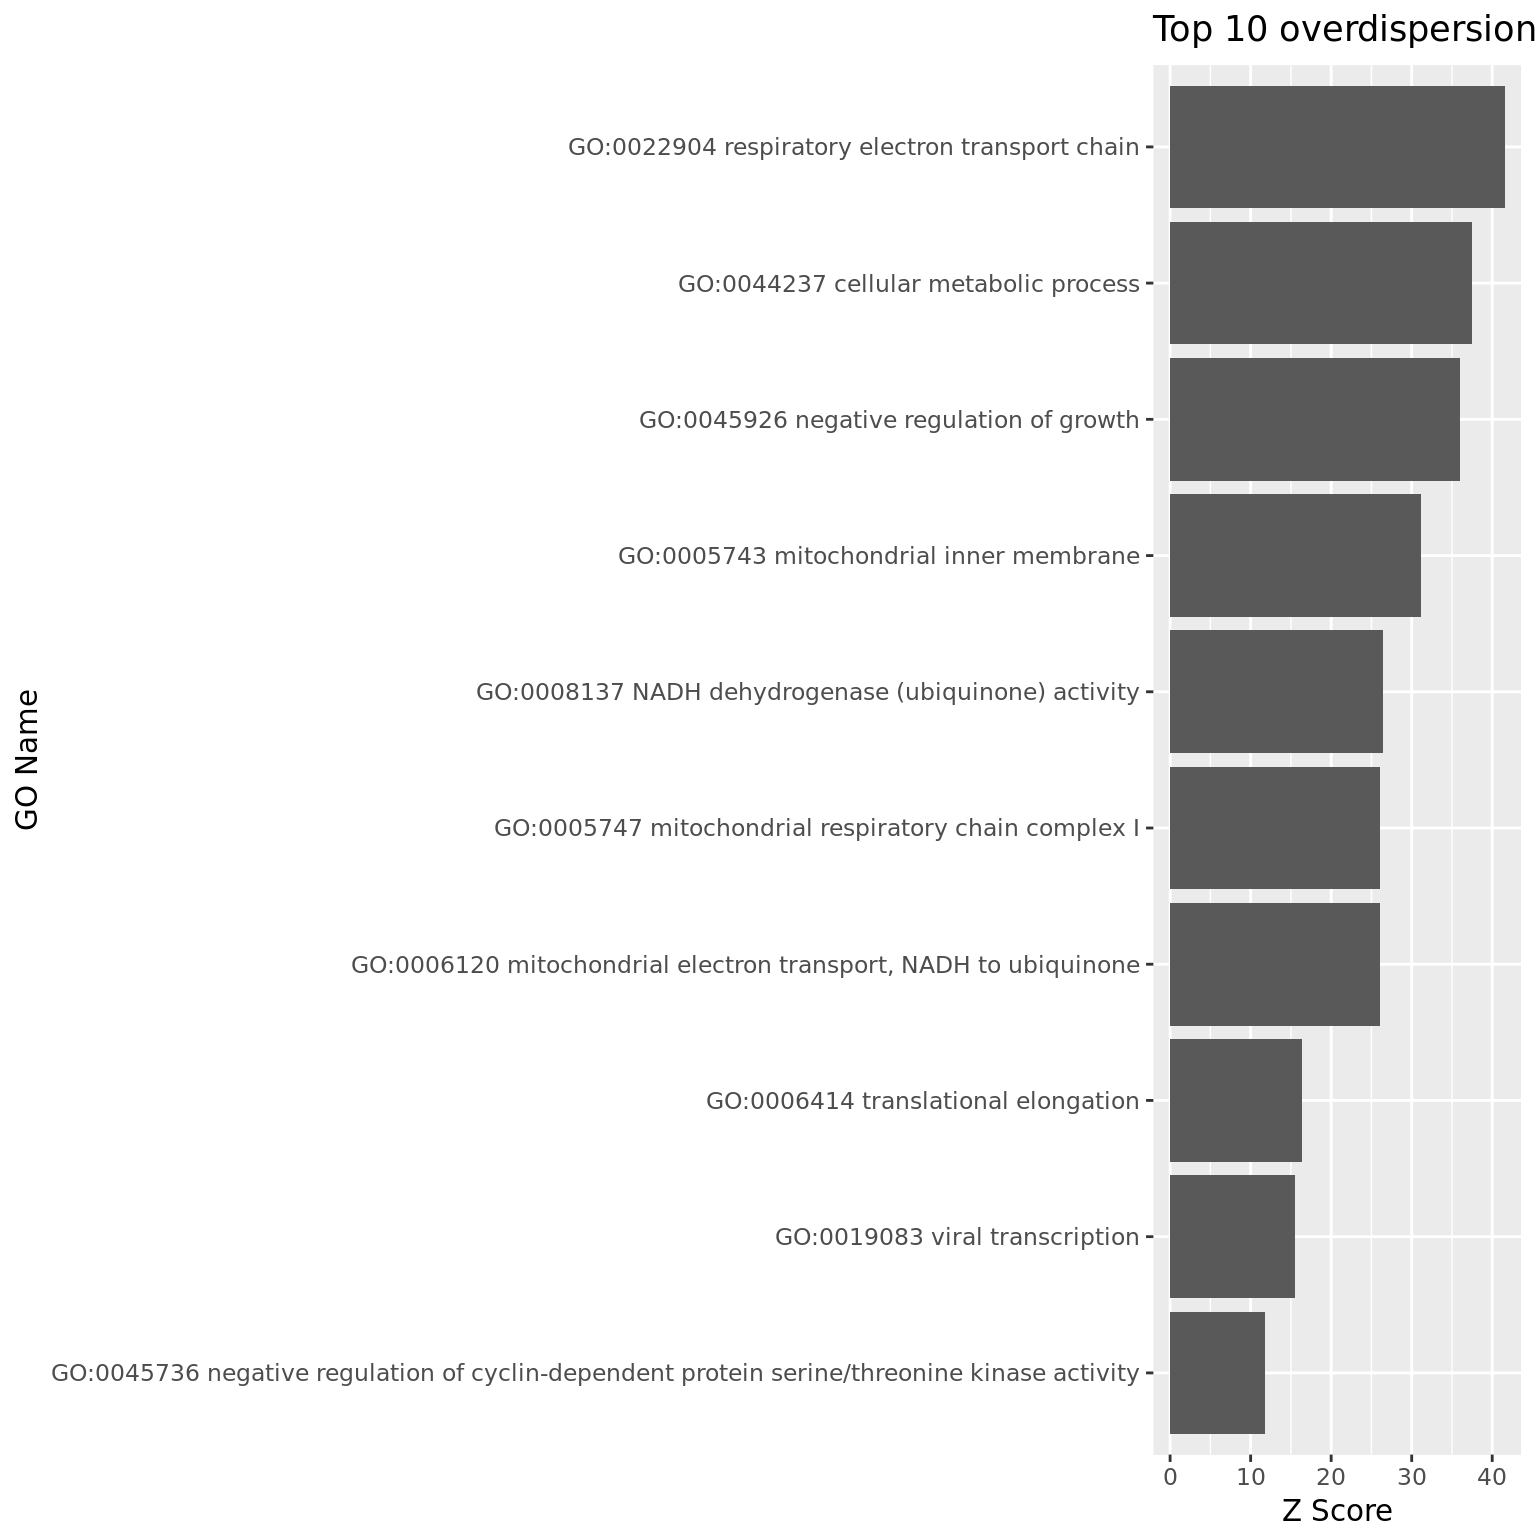 Top 10 overdispersion
GO:0022904 respiratory electron transport chain
GO:0044237 cellular metabolic process
GO:0045926 negative regulation of growth
GO:0005743 mitochondrial inner membrane
GO:0008137 NADH dehydrogenase (ubiquinone) activity
GO:0005747 mitochondrial respiratory chain complex I
GO:0006120 mitochondrial electron transport, NADH to ubiquinone
GO:0006414 translational elongation
GO:0019083 viral transcription
GO:0045736 negative regulation of cyclin-dependent protein serine/threonine kinase activity
GO Name
0 10 20 30 40
Z Score